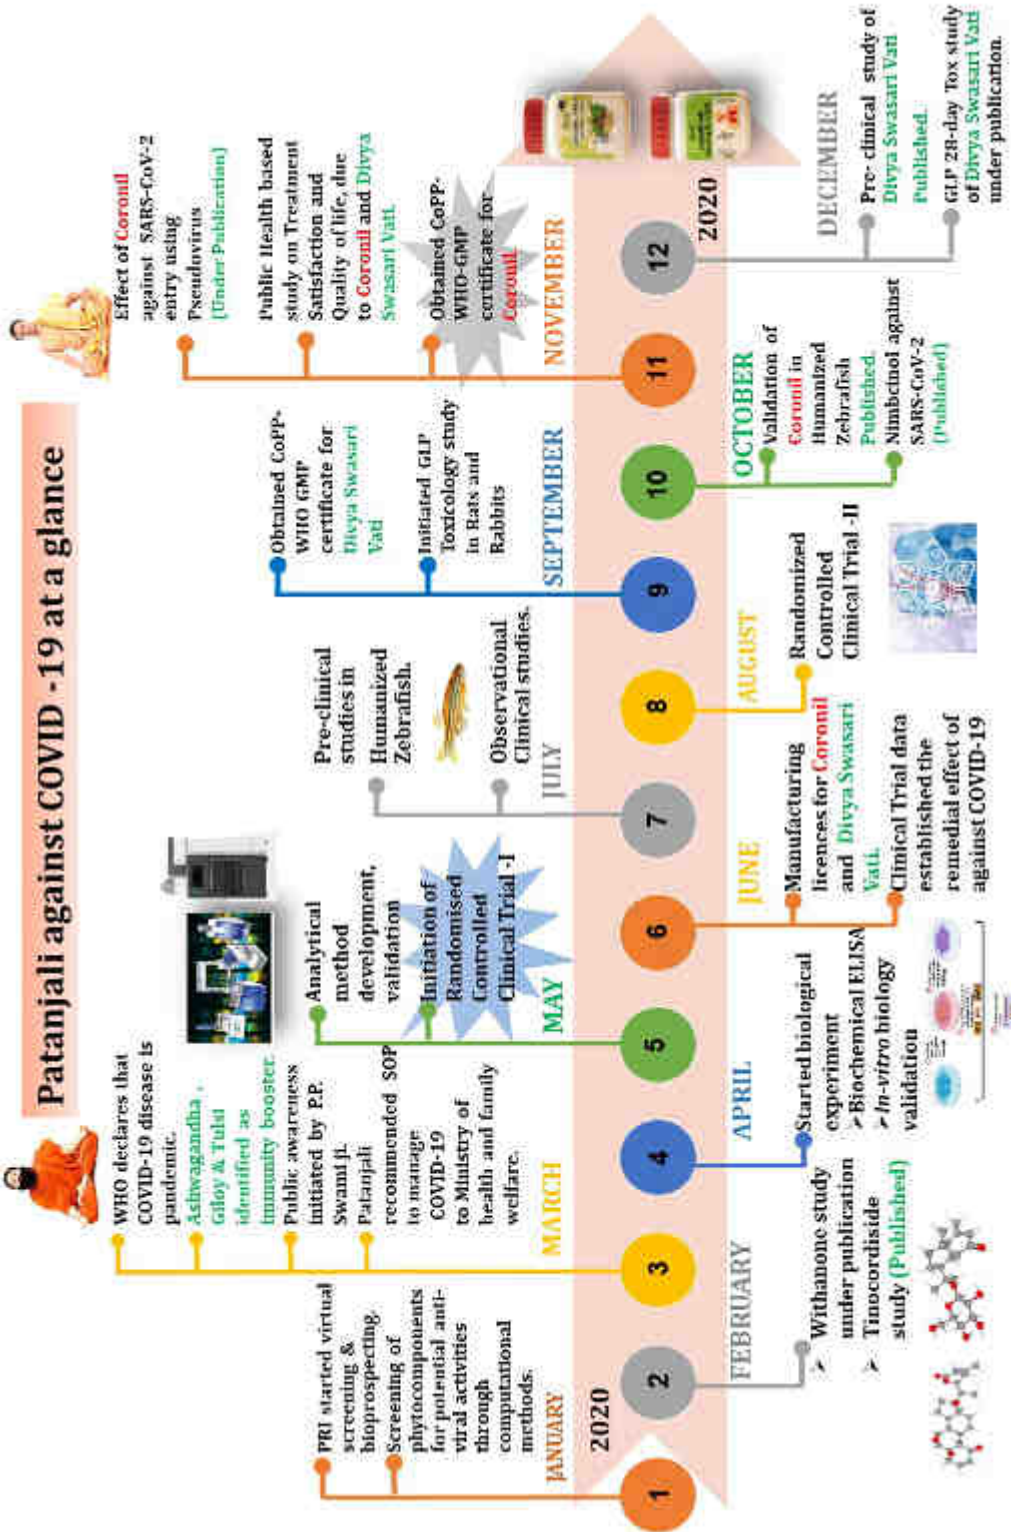 Patanjali against COVID -19 at a glance
2020
1
JANUARY
PRI started virtual
screening &
bioprospecting.
Screening of
phytocomponents
for potential anti-
viral activities
through
computational
methods.
2
FEBRUARY
➤ Withanone study
under publication
➤ Tinocordiside
study (Published)
3
MARCH
WHO declares that
COVID-19 disease is
pandemic.
Ashwagandha ,
Giloy & Tulsi
identified as
immunity booster.
Public awareness
Initiated by P.P.
Swami ji.
Patanjali
recommended SOP
to manage
COVID-19
to Ministry of
health and family
welfare.
4
APRIL
Started biological
experiment
➤Biochemical ELISA
➤In-vitro biology
validation
5
MAY
Analytical
method
development,
validation
Initiation of
Randomised
Controlled
Clinical Trial -I
6
JUNE
Manufacturing
licences for Coronil
and Divya Swasari
Vati.
Clinical Trial data
established the
remedial effect of
against COVID-19
7
JULY
Pre-clinical
studies in
Humanized
Zebrafish.
Observational
Clinical studies.
8
AUGUST
Randomized
Controlled
Clinical Trial -II
9
SEPTEMBER
Obtained CoPP-
WHO GMP
certificate for
Divya Swasari
Vati
Initiated GLP
Toxicology study
in Rats and
Rabbits
10
OCTOBER
Validation of
Coronil in
Humanized
Zebrafish
Published.
Nimbcinol against
SARS-CoV-2
(Published)
11
NOVEMBER
Effect of Coronil
against SARS-CoV-2
entry using
Pseudovirus
(Under Publication)
Public Health based
study on Treatment
Satisfaction and
Quality of life, due
to Coronil and Divya
Swasari Vati.
Obtained CoPP-
WHO-GMP
certificate for
Coronil
12
2020
DECEMBER
Pre- clinical study of
Divya Swasari Vati
Published.
GLP 28-day Tox study
of Divya Swasari Vati
under publication.